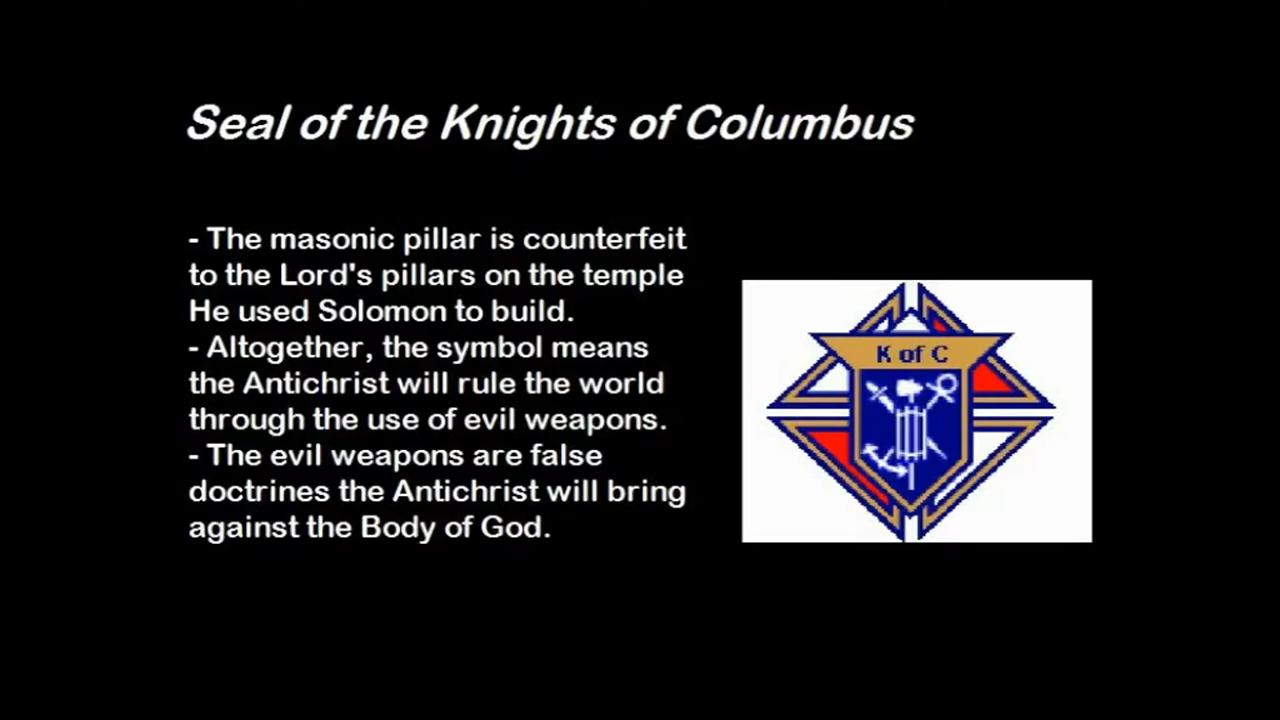 Seal of the Knights of Columbus
- The masonic pillar is counterfeit
to the Lord's pillars on the temple
He used Solomon to build.
- Altogether, the symbol means
the Antichrist will rule the world
through the use of evil weapons.
- The evil weapons are false
doctrines the Antichrist will bring
against the Body of God.
K of C